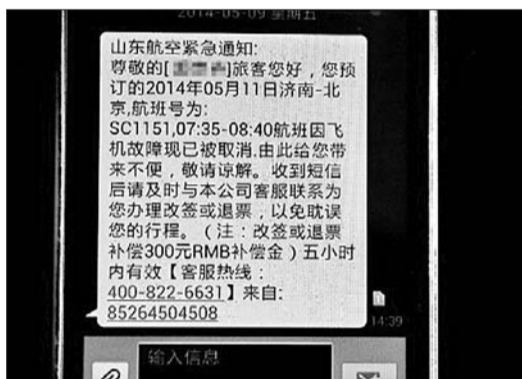 2014-05-09 星期五
山东航空紧急通知:
尊敬的[ ]旅客您好，您预
订的2014年05月11日济南-北
京,航班号为:
SC1151,07:35-08:40航班因飞
机故障现已被取消.由此给您带
来不便，敬请谅解。收到短信
后请及时与本公司客服联系为
您办理改签或退票，以免耽误
您的行程。（注：改签或退票
补偿300元RMB补偿金）五小时
内有效【客服热线：
400-822-6631】来自:
85264504508
14:39
输入信息